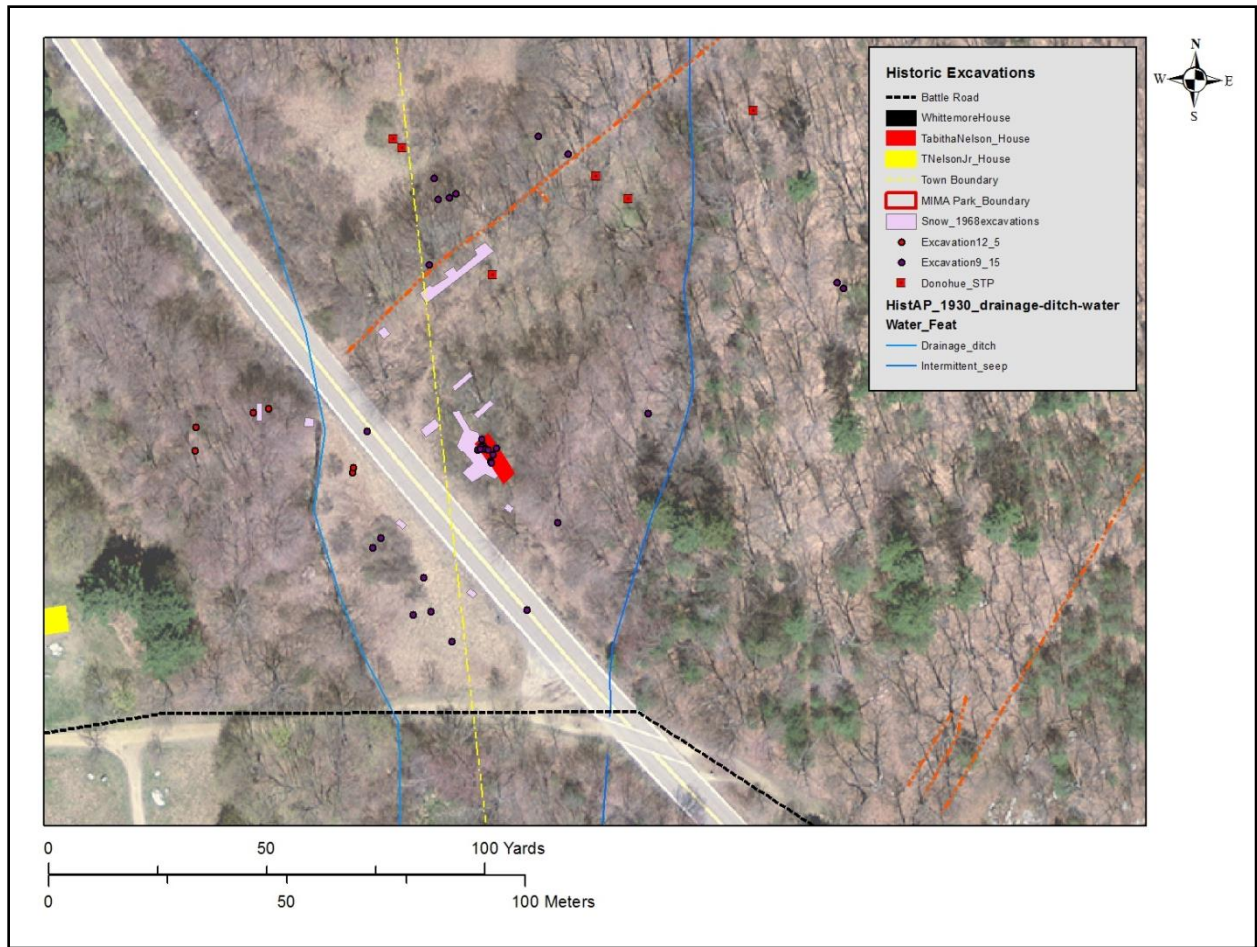 N
W E
S
Historic Excavations
Battle Road
WhittemoreHouse
TabithaNelson_House
TNelsonJr_House
Town Boundary
MIMA Park_Boundary
Snow_1968excavations
Excavation12_5
Excavation9_15
Donohue_STP
HistAP_1930_drainage-ditch-water
Water_Feat
Drainage_ditch
Intermittent_seep
0 50 100 Yards
0 50 100 Meters